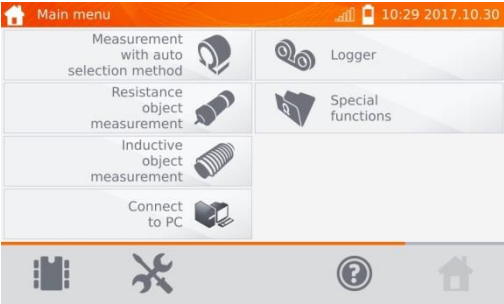 Main menu
10:29 2017.10.30
Measurement
with auto
selection method
Logger
Resistance
object
measurement
Special
functions
Inductive
object
measurement
Connect
to PC